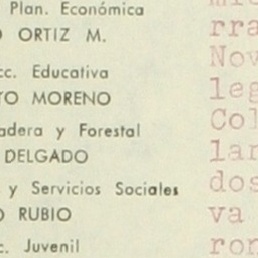 Plan. Económica
ORTIZ M.
cc. Educativa
TO MORENO
adera y Forestal
DELGADO
y Servicios Sociales
O RUBIO
c. Juvenil
rra
Nov
leg
Col
lan
dos
va
ron